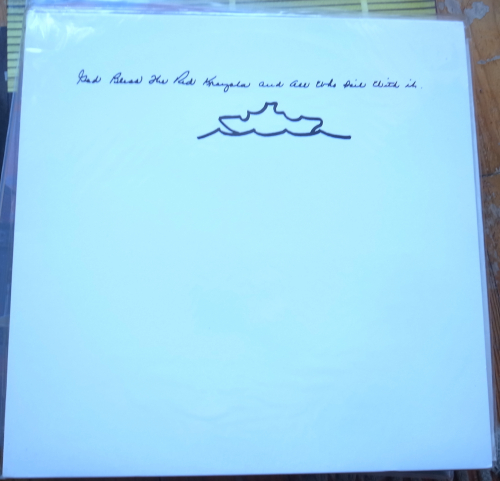 God Bless The Red Krayola and All Who Sail With it.